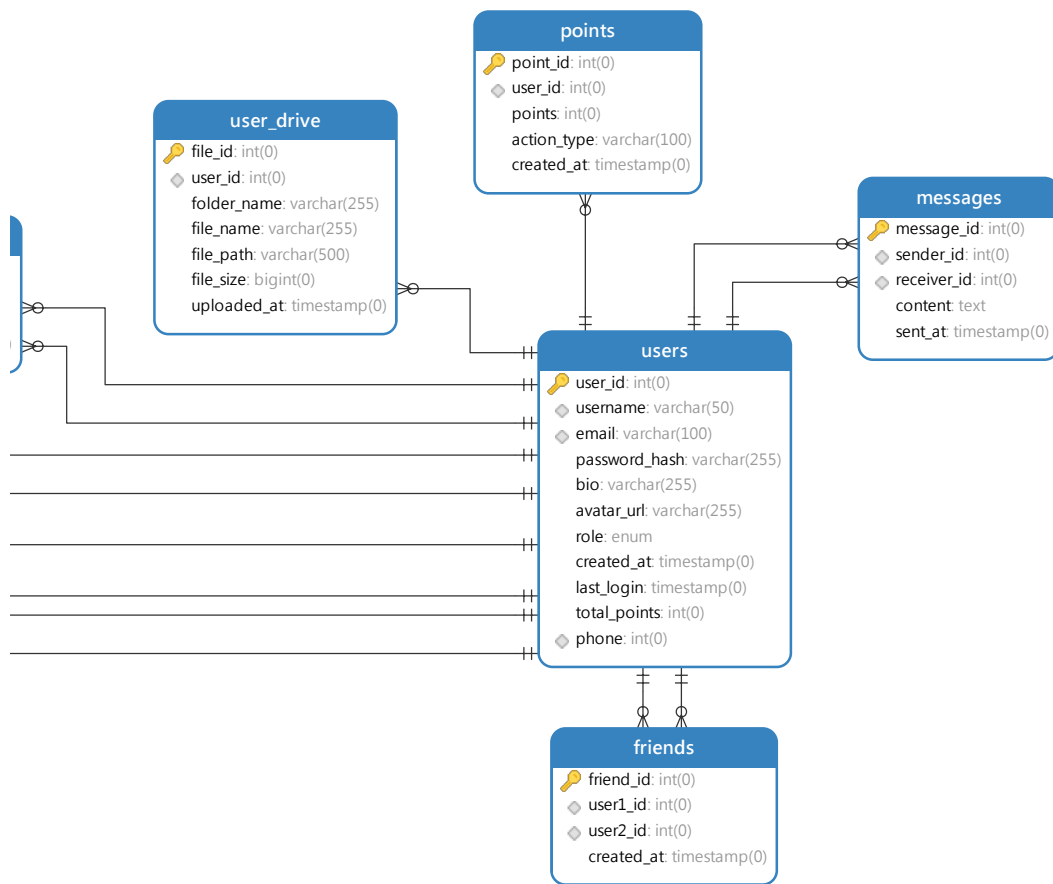 points
point_id: int(0)
user_id: int(0)
points: int(0)
action_type: varchar(100)
created_at: timestamp(0)
user_drive
file_id: int(0)
user_id: int(0)
folder_name: varchar(255)
file_name: varchar(255)
file_path: varchar(500)
file_size: bigint(0)
uploaded_at: timestamp(0)
messages
message_id: int(0)
sender_id: int(0)
receiver_id: int(0)
content: text
sent_at: timestamp(0)
users
user_id: int(0)
username: varchar(50)
email: varchar(100)
password_hash: varchar(255)
bio: varchar(255)
avatar_url: varchar(255)
role: enum
created_at: timestamp(0)
last_login: timestamp(0)
total_points: int(0)
phone: int(0)
friends
friend_id: int(0)
user1_id: int(0)
user2_id: int(0)
created_at: timestamp(0)